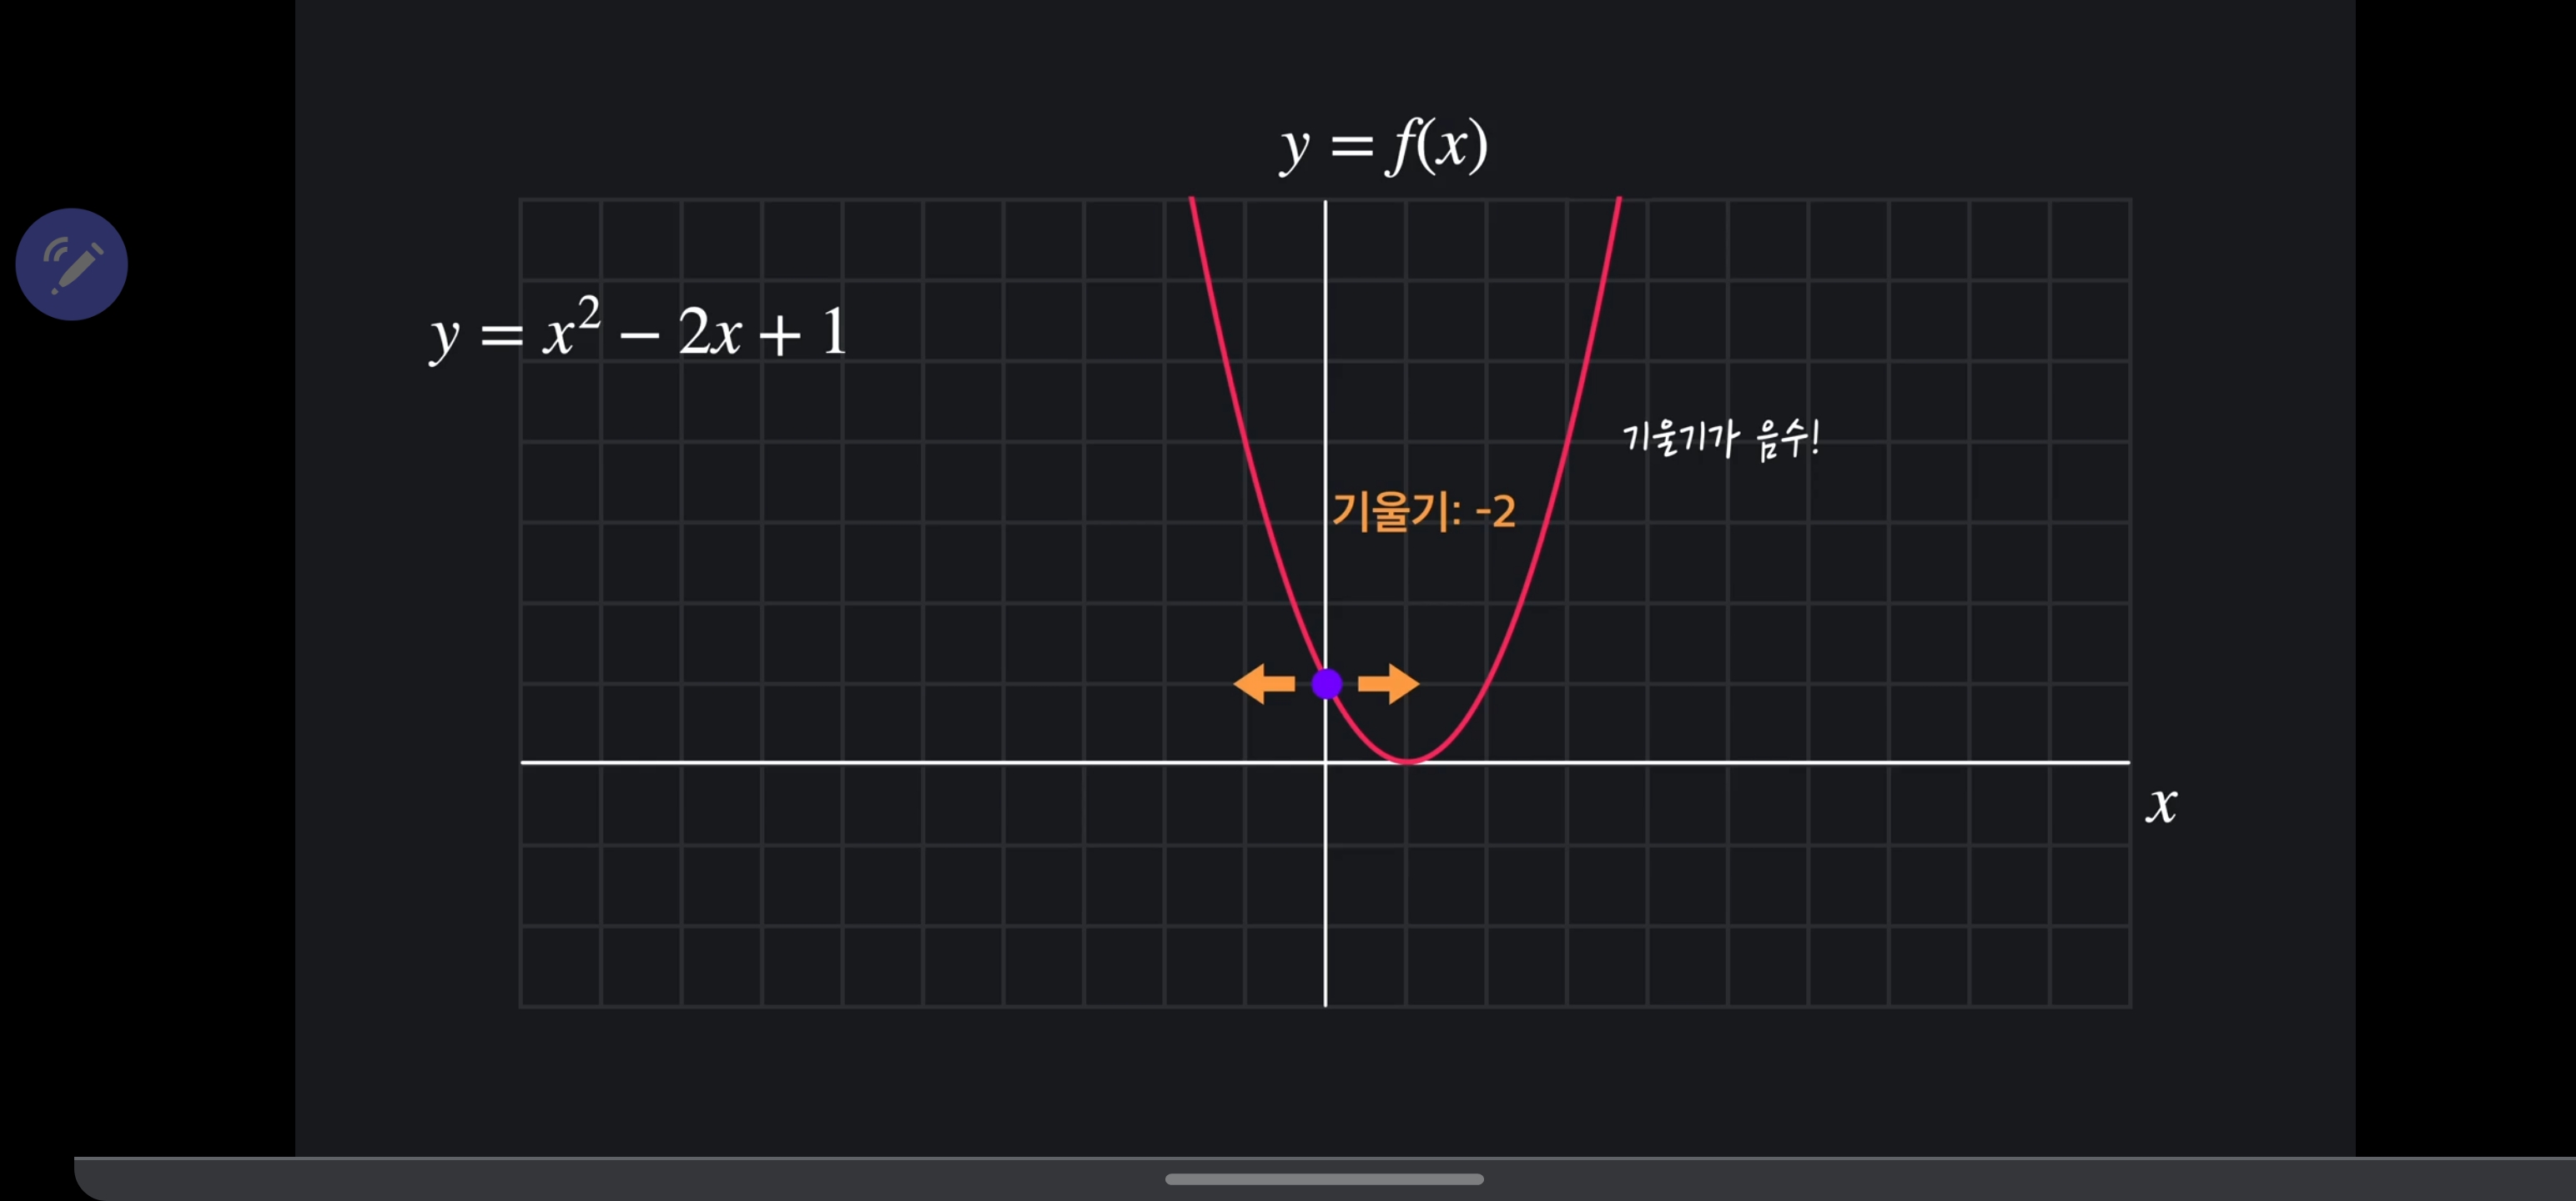 y = f(x)
y = x² − 2x + 1
기울기가 음수!
기울기: -2
x